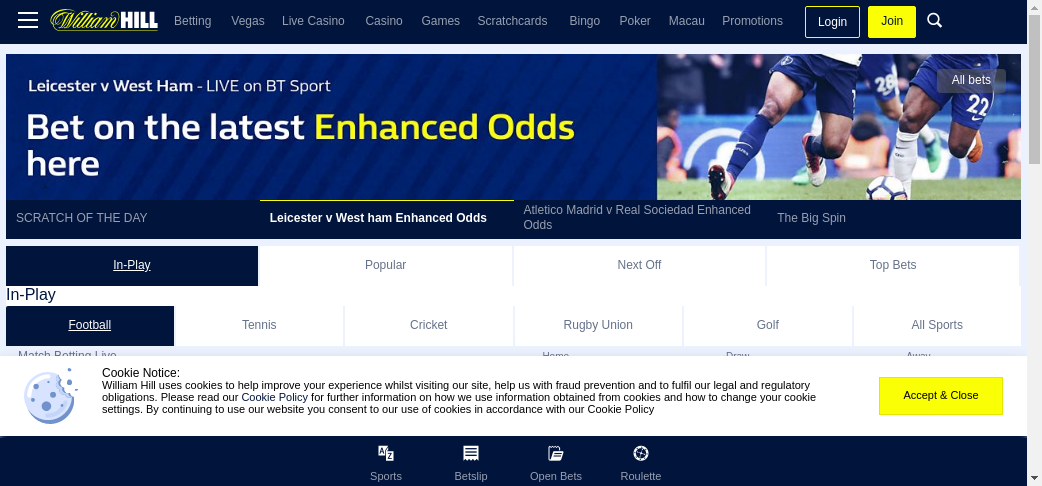 William HILL
Betting
Vegas
Live Casino
Casino
Games
Scratchcards
Bingo
Poker
Macau
Promotions
Login
Join
Leicester v West Ham - LIVE on BT Sport
All bets
Bet on the latest Enhanced Odds
here
28
22
SCRATCH OF THE DAY
Leicester v West ham Enhanced Odds
Atletico Madrid v Real Sociedad Enhanced
Odds
The Big Spin
In-Play
Popular
Next Off
Top Bets
In-Play
Football
Tennis
Cricket
Rugby Union
Golf
All Sports
Match Betting Live
Home
Draw
Away
Cookie Notice:
William Hill uses cookies to help improve your experience whilst visiting our site, help us with fraud prevention and to fulfil our legal and regulatory
obligations. Please read our Cookie Policy for further information on how we use information obtained from cookies and how to change your cookie
settings. By continuing to use our website you consent to our use of cookies in accordance with our Cookie Policy
Accept & Close
A
Z
Sports
Betslip
Open Bets
Roulette